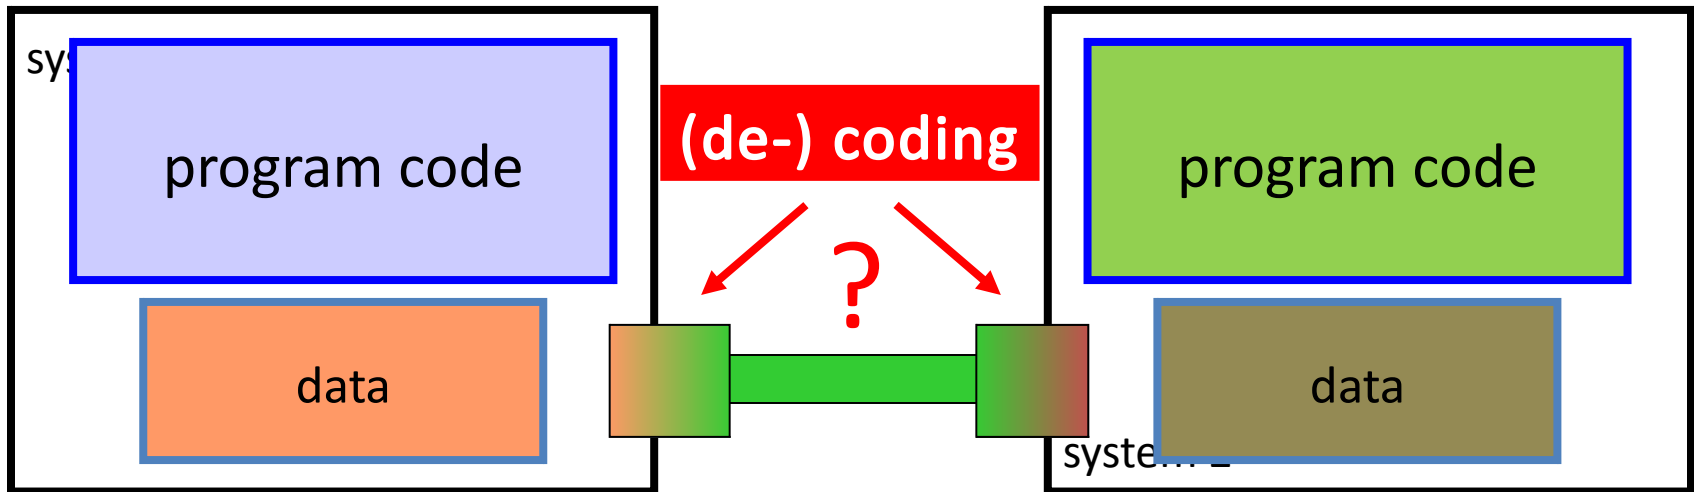 program code
data
(de-) coding
?
program code
data